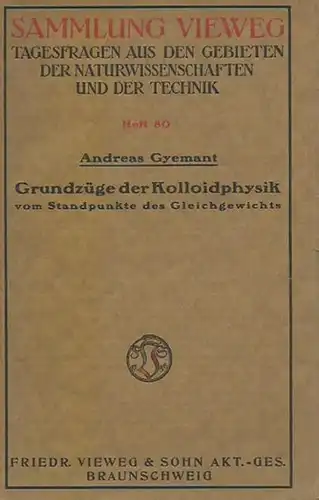 SAMMLUNG VIEWEG
TAGESFRAGEN AUS DEN GEBIETEN
DER NATURWISSENSCHAFTEN
UND DER TECHNIK
Heft 80
Andreas Gyemant
Grundzüge der Kolloidphysik
vom Standpunkte des Gleichgewichts
FRIEDR. VIEWEG & SOHN AKT.-GES.
BRAUNSCHWEIG